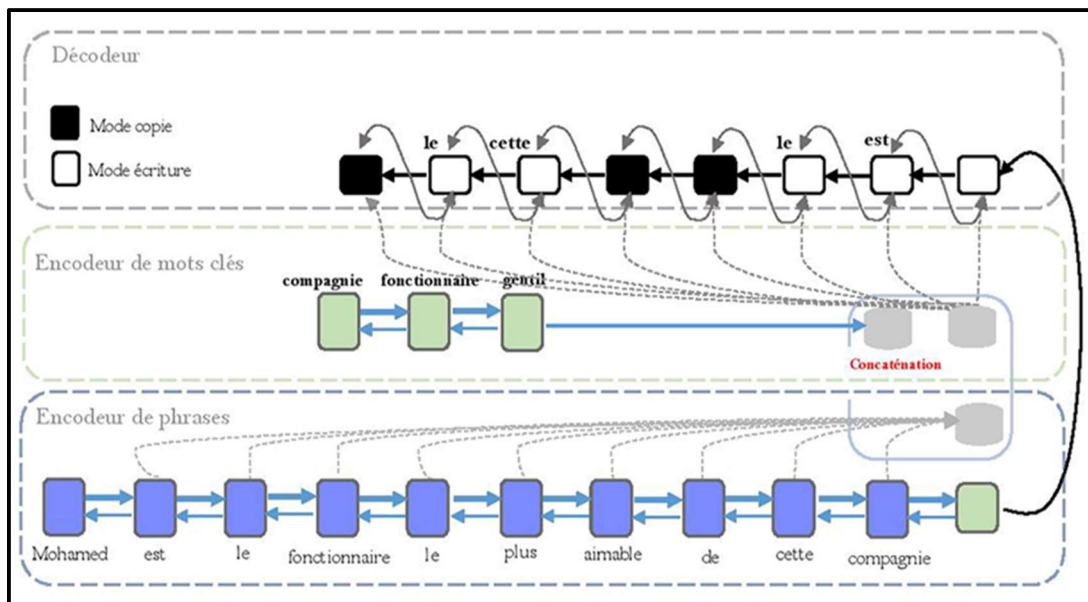 Décodeur
Mode copie
Mode écriture
le cette le est
Encodeur de mots clés
compagnie fonctionnaire gentil
Concaténation
Encodeur de phrases
Mohamed est le fonctionnaire le plus aimable de cette compagnie